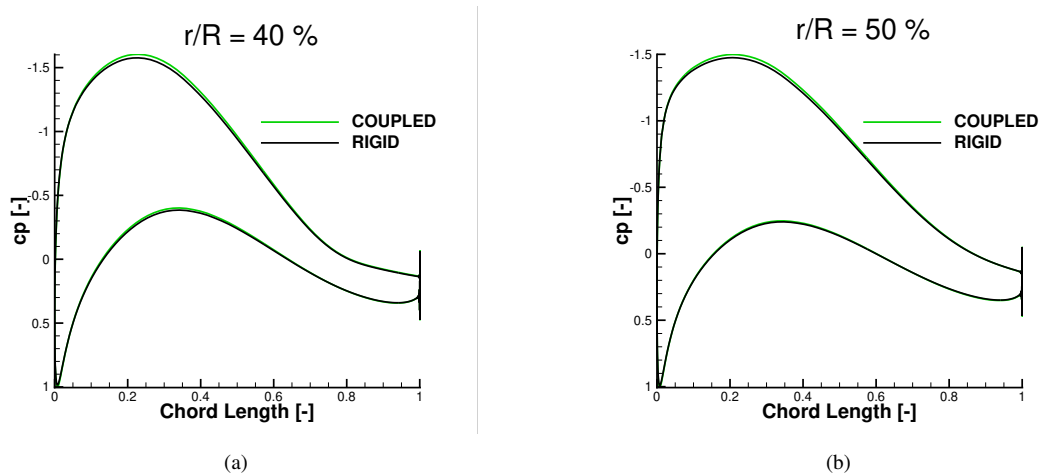 r/R = 40 %
-1.5
-1
-0.5
0
0.5
1
cp [-]
COUPLED
RIGID
0
0.2
0.4
0.6
0.8
1
Chord Length [-]
(a)
r/R = 50 %
-1.5
-1
-0.5
0
0.5
1
cp [-]
COUPLED
RIGID
0
0.2
0.4
0.6
0.8
1
Chord Length [-]
(b)